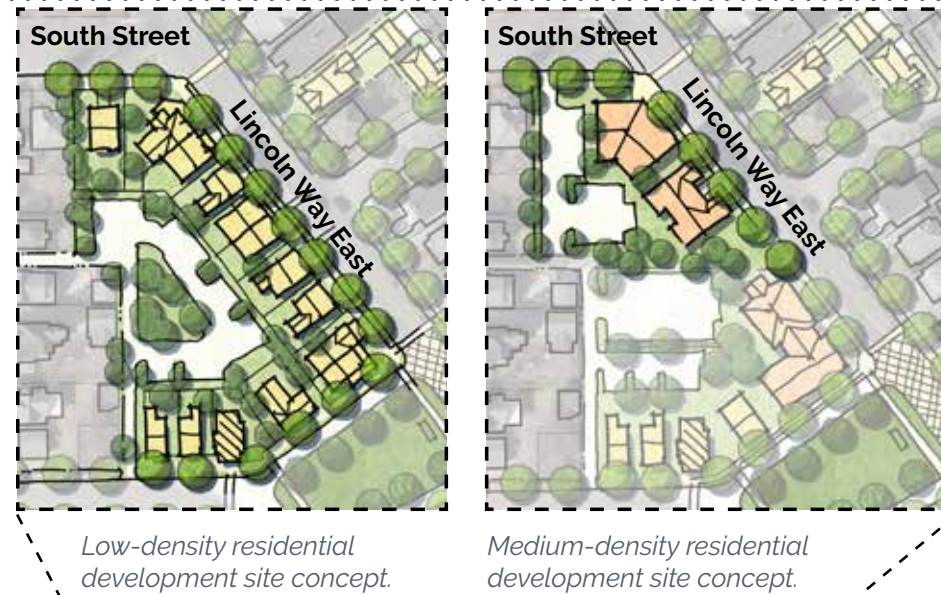 South Street
Lincoln Way East
South Street
Lincoln Way East
Low-density residential
development site concept.
Medium-density residential
development site concept.